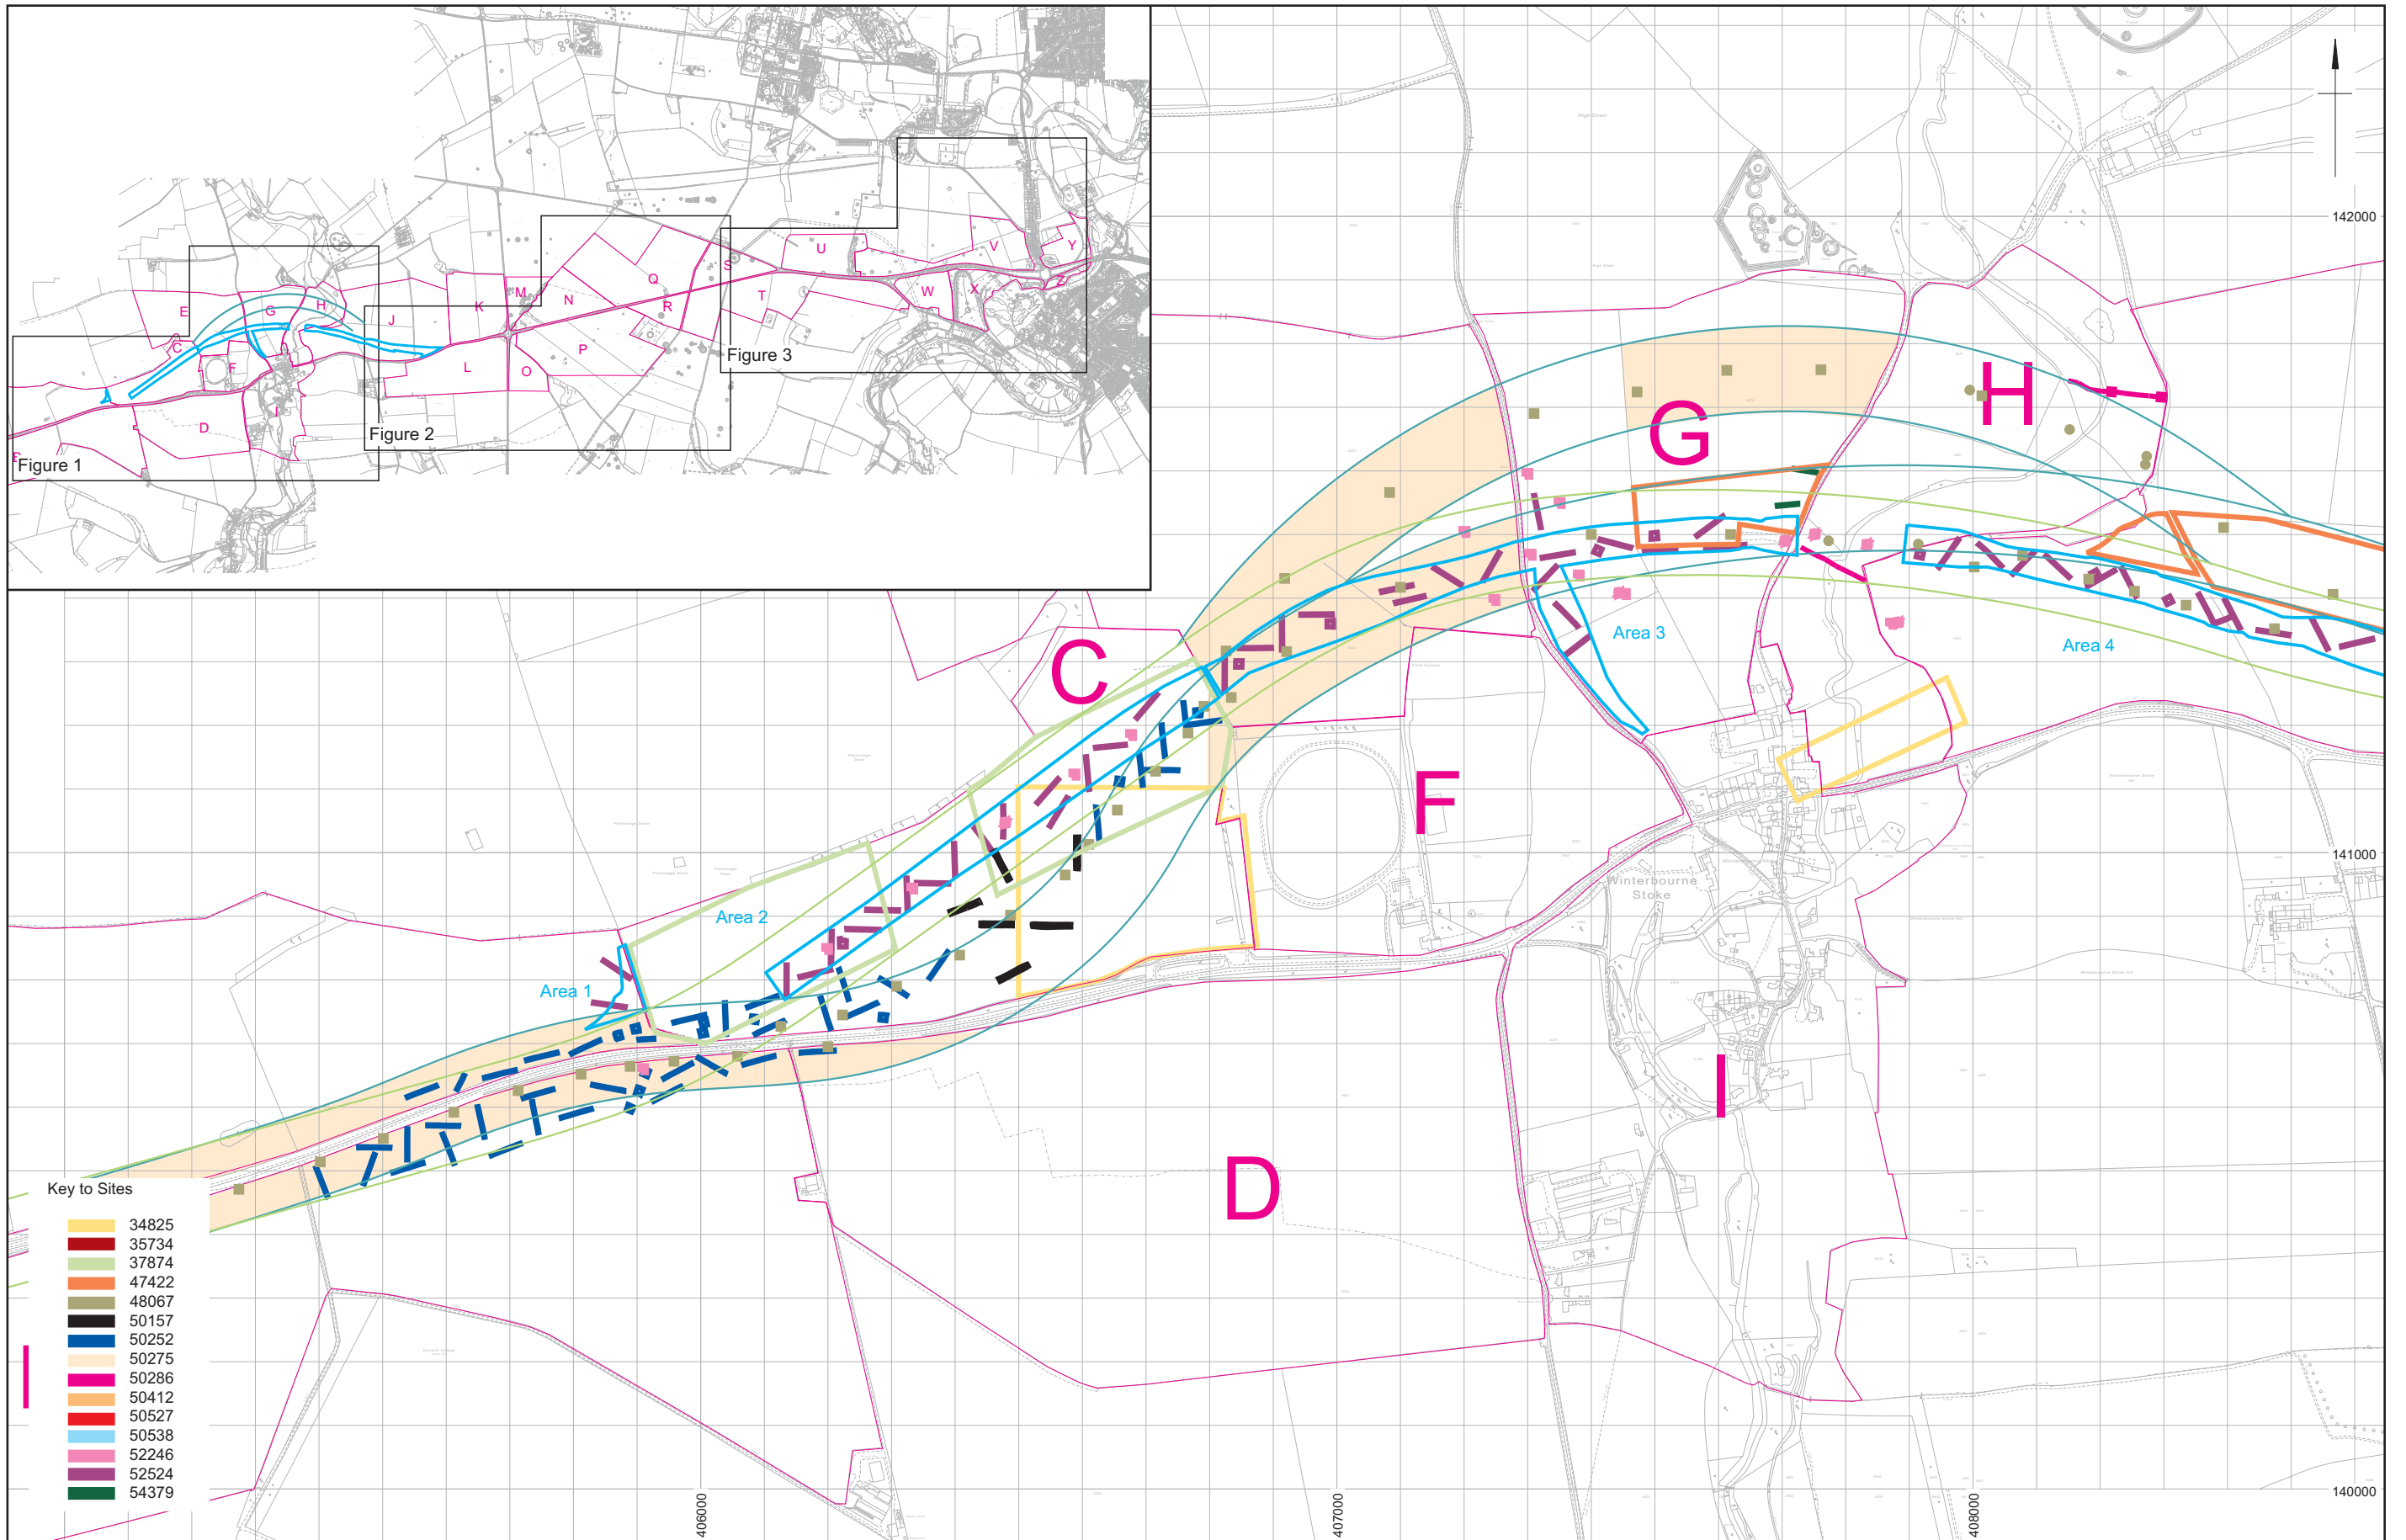 E
G
H
C
F
D
I
J
K
M
L
O
N
P
Q
R
S
T
U
V
W
X
Y
Z
Figure 1
Figure 2
Figure 3
High Down
142000
G
H
C
Area 3
Area 4
F
141000
Winterbourne
Stoke
Area 2
Area 1
I
D
Key to Sites
34825
35734
37874
47422
48067
50157
50252
50275
50286
50412
50527
50538
52246
52524
54379
406000
407000
408000
140000